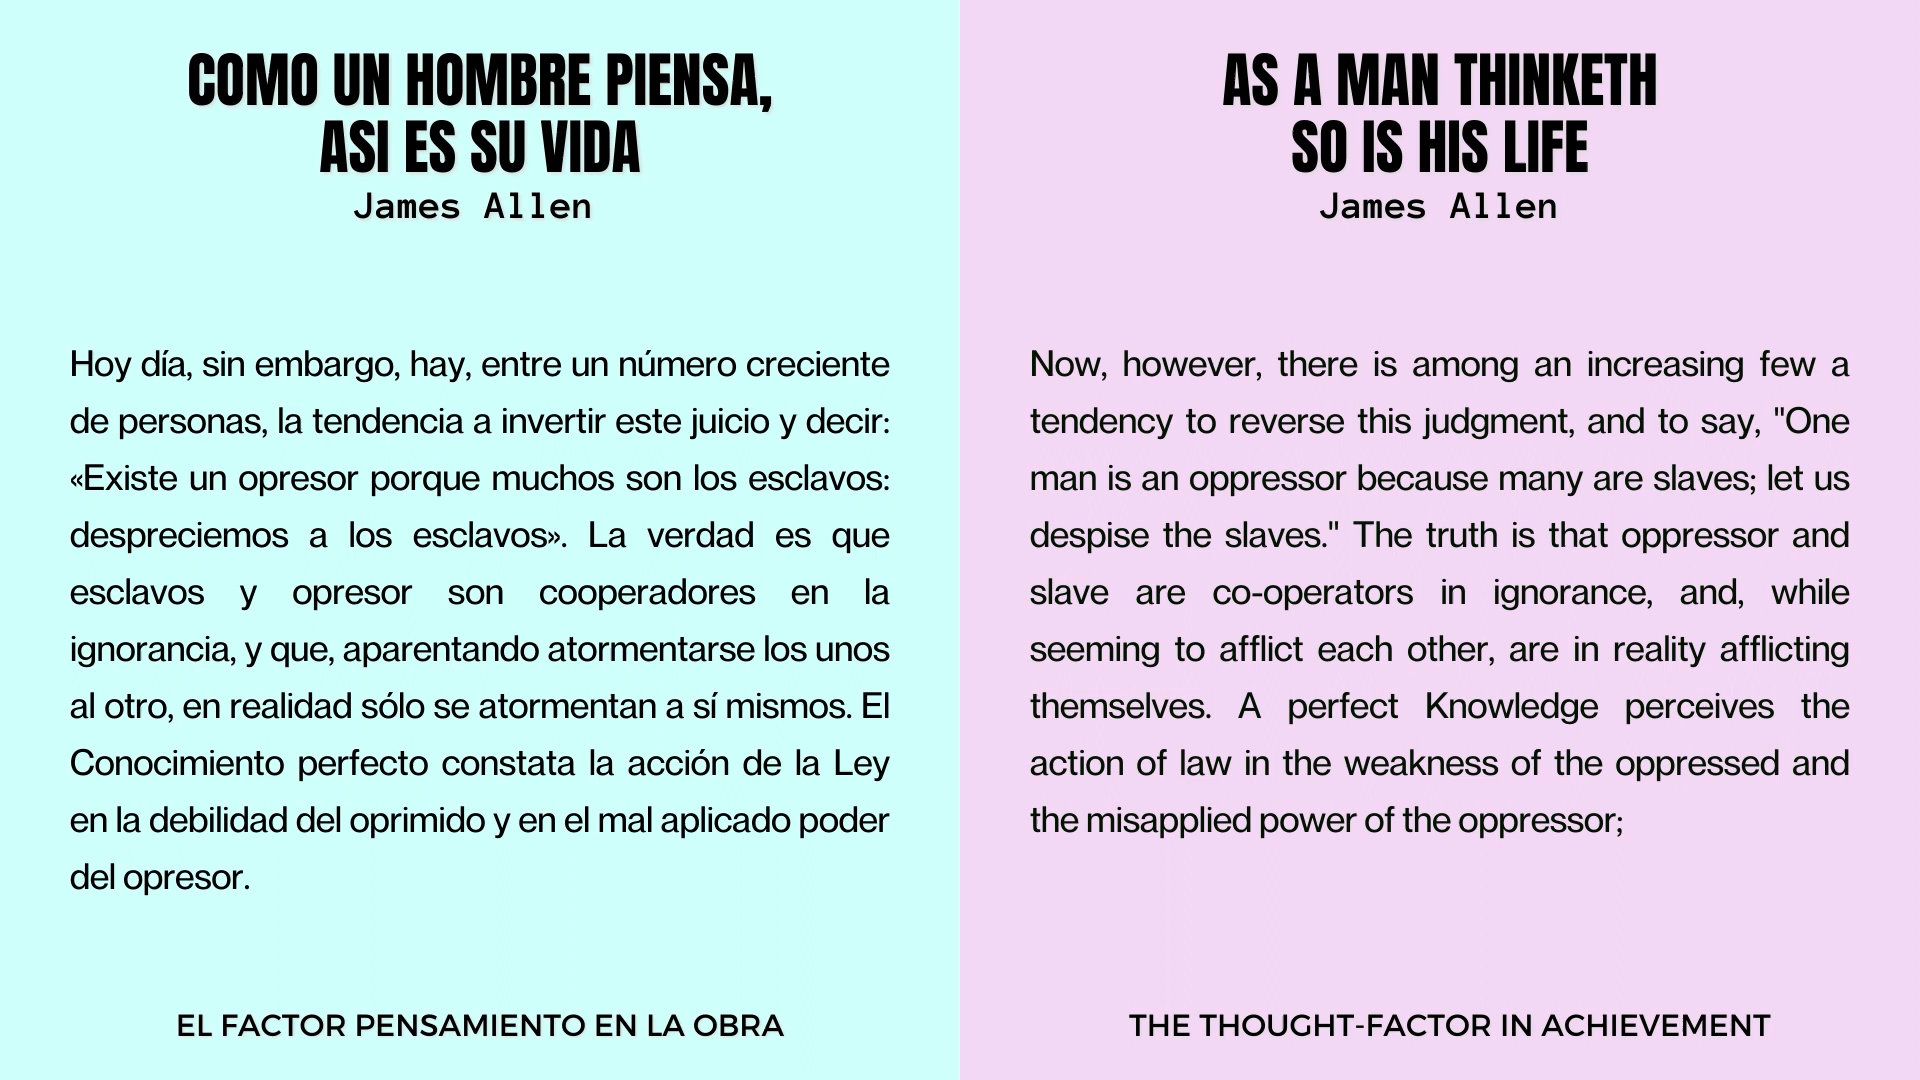 COMO UN HOMBRE PIENSA,
ASI ES SU VIDA
James Allen
Hoy día, sin embargo, hay, entre un número creciente
de personas, la tendencia a invertir este juicio y decir:
«Existe un opresor porque muchos son los esclavos:
despreciemos a los esclavos». La verdad es que
esclavos y opresor son cooperadores en la
ignorancia, y que, aparentando atormentarse los unos
al otro, en realidad sólo se atormentan a sí mismos. El
Conocimiento perfecto constata la acción de la Ley
en la debilidad del oprimido y en el mal aplicado poder
del opresor.
EL FACTOR PENSAMIENTO EN LA OBRA
AS A MAN THINKETH
SO IS HIS LIFE
James Allen
Now, however, there is among an increasing few a
tendency to reverse this judgment, and to say, "One
man is an oppressor because many are slaves; let us
despise the slaves." The truth is that oppressor and
slave are co-operators in ignorance, and, while
seeming to afflict each other, are in reality afflicting
themselves. A perfect Knowledge perceives the
action of law in the weakness of the oppressed and
the misapplied power of the oppressor;
THE THOUGHT-FACTOR IN ACHIEVEMENT